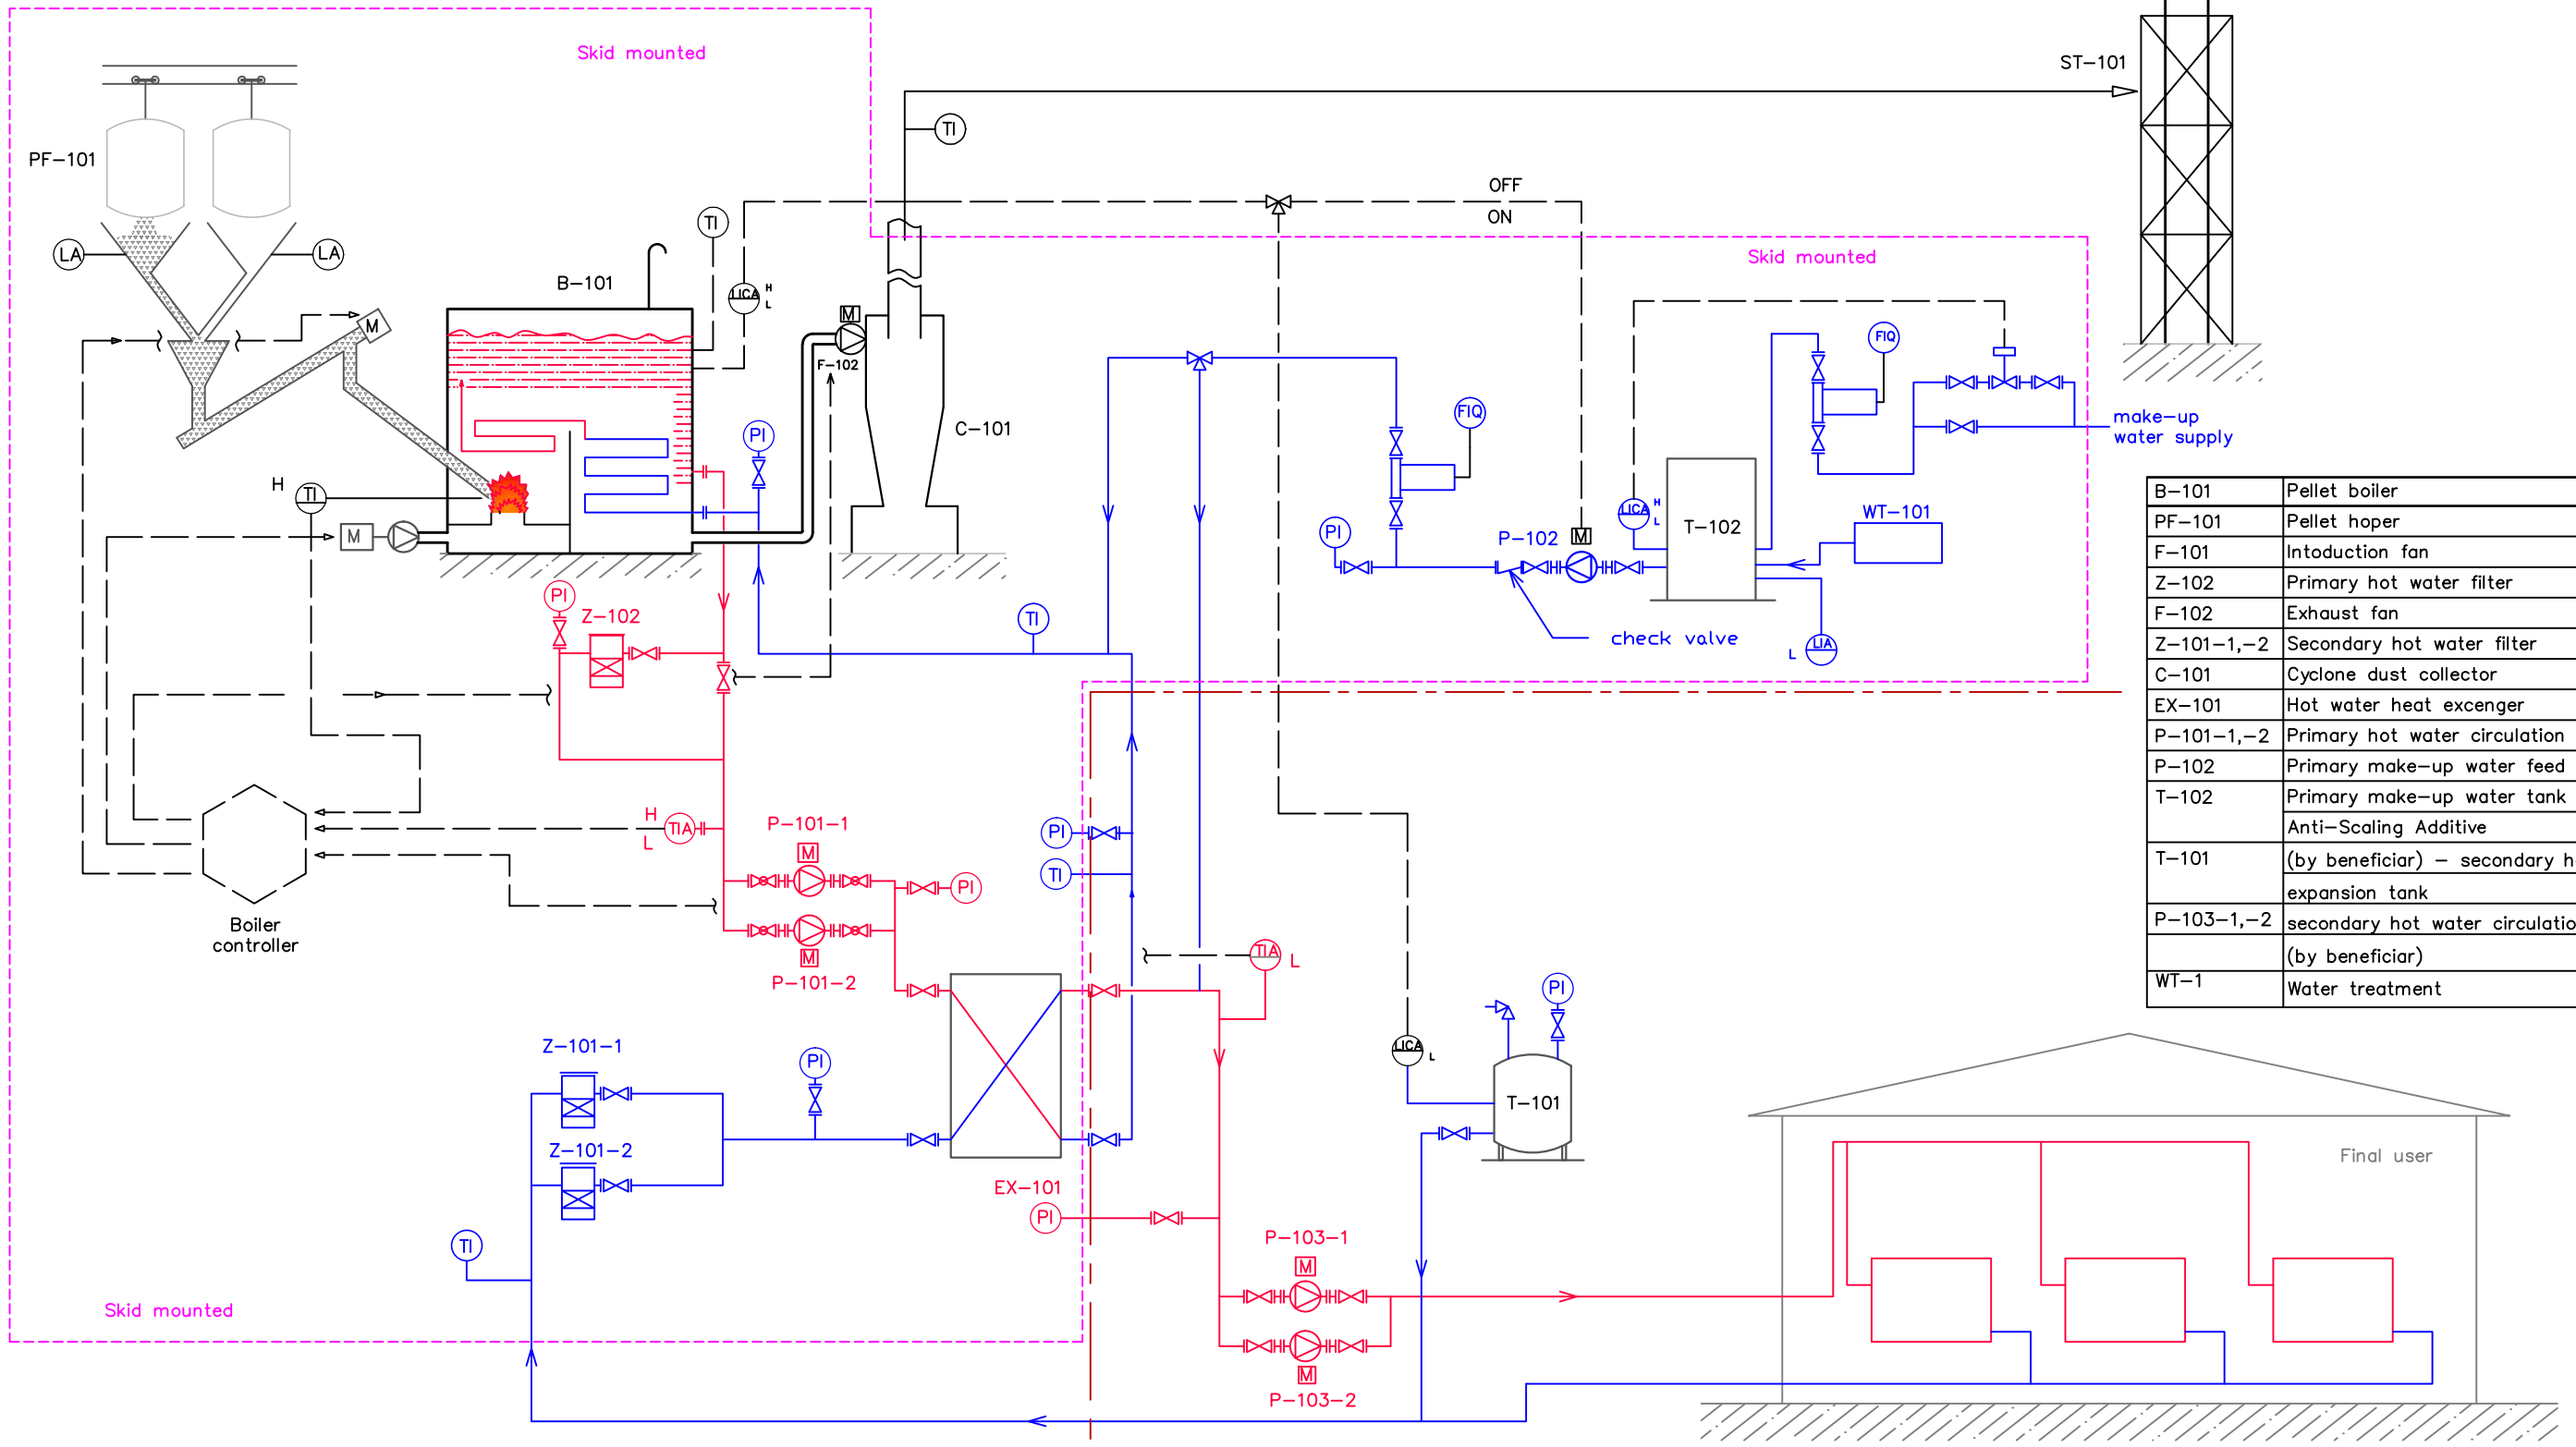 Skid mounted
ST-101
TI
PF-101
OFF
ON
TI
LA
LA
Skid mounted
B-101
LICA
H
L
M
M
F-102
FIQ
C-101
PI
FIQ
make-up
water supply
H
TI
M
LICA
H
L
T-102
WT-101
PI
P-102
M
PI
Z-102
TI
check valve
L
LIA
B-101 Pellet boiler
PF-101 Pellet hoper
F-101 Intoduction fan
Z-102 Primary hot water filter
F-102 Exhaust fan
Z-101-1,-2 Secondary hot water filter
C-101 Cyclone dust collector
EX-101 Hot water heat excenger
P-101-1,-2 Primary hot water circulation
P-102 Primary make-up water feed
T-102 Primary make-up water tank
Anti-Scaling Additive
T-101 (by beneficiar) - secondary h
expansion tank
P-103-1,-2 secondary hot water circulatio
(by beneficiar)
WT-1 Water treatment
H
L
TIA
P-101-1
M
PI
TI
PI
Boiler
controller
M
P-101-2
TIA
L
PI
Z-101-1
PI
LICA
L
T-101
Z-101-2
EX-101
PI
Final user
TI
P-103-1
M
Skid mounted
M
P-103-2